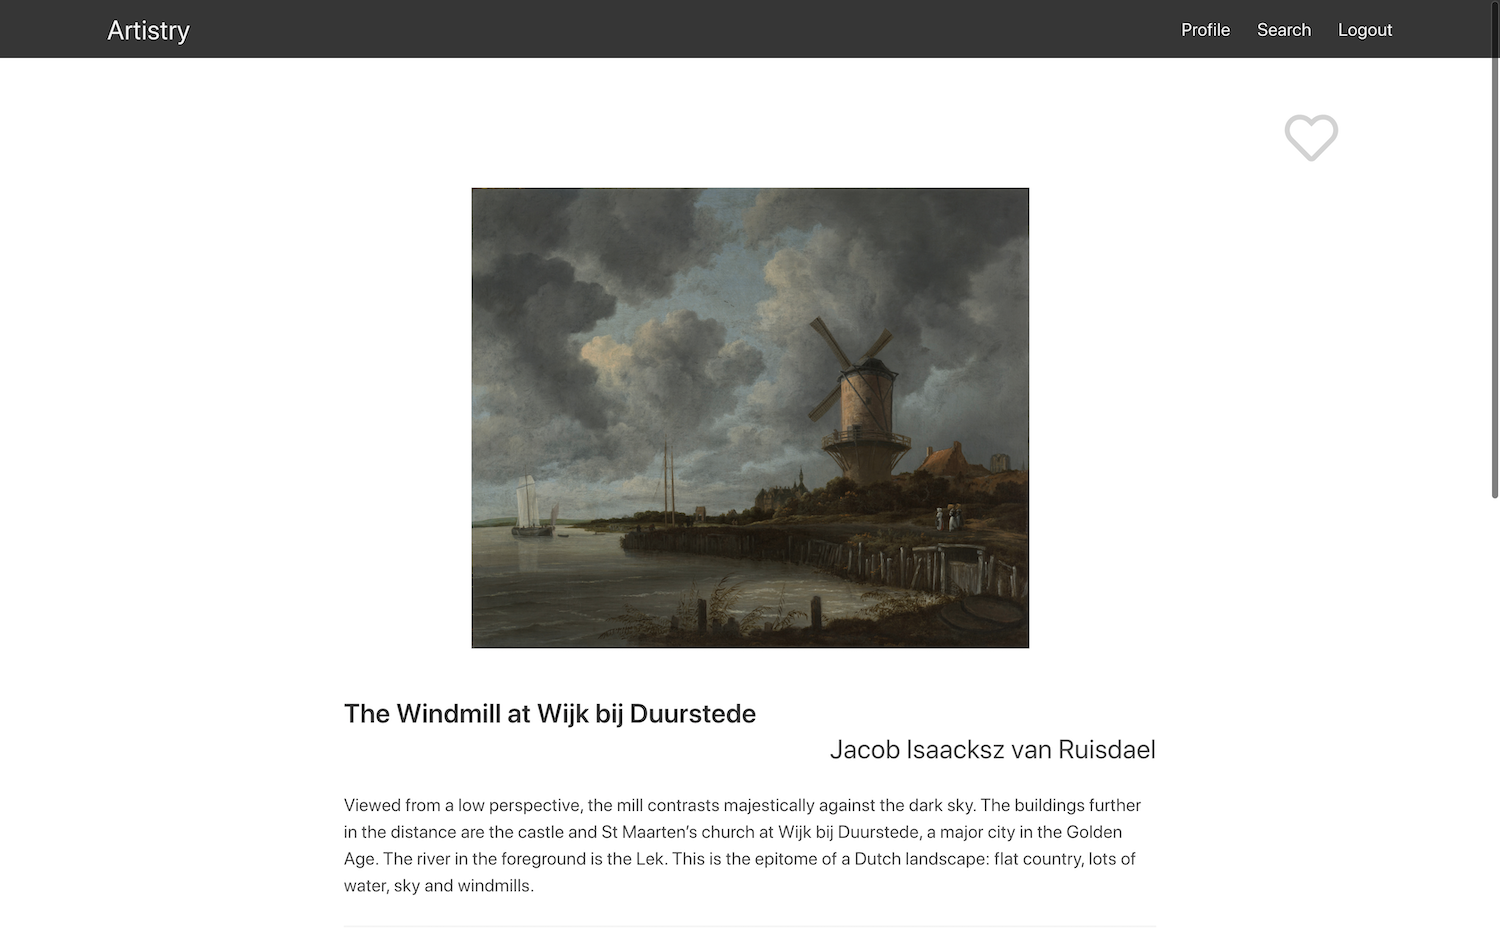 Artistry
Profile Search Logout
The Windmill at Wijk bij Duurstede
Jacob Isaacksz van Ruisdael
Viewed from a low perspective, the mill contrasts majestically against the dark sky. The buildings further
in the distance are the castle and St Maarten’s church at Wijk bij Duurstede, a major city in the Golden
Age. The river in the foreground is the Lek. This is the epitome of a Dutch landscape: flat country, lots of
water, sky and windmills.